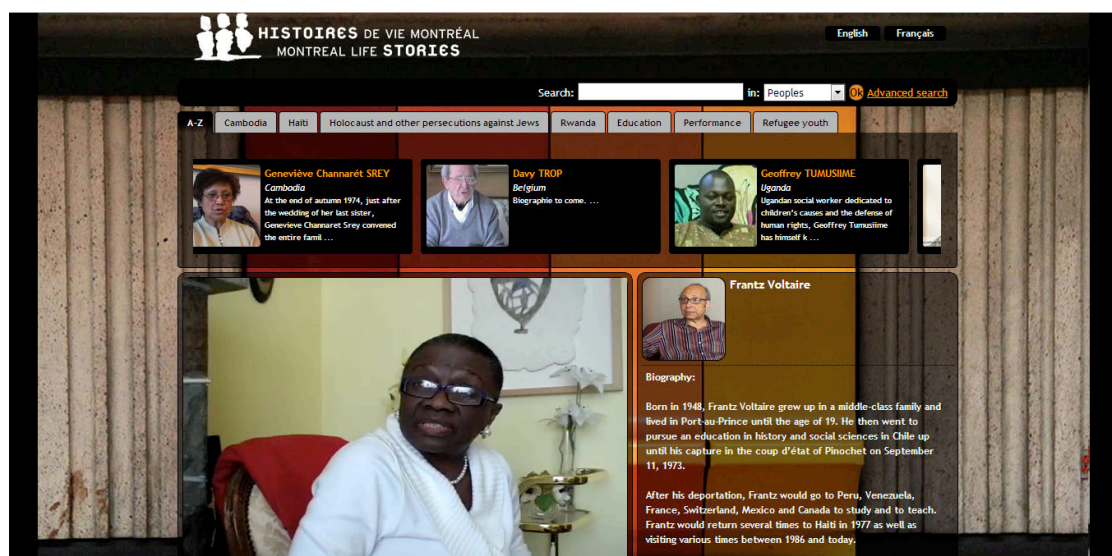 HISTOIRES DE VIE MONTRÉAL
MONTREAL LIFE STORIES
English Français
Search: in: Peoples Ok Advanced search
A-Z Cambodia Haiti Holocaust and other persecutions against Jews Rwanda Education Performance Refugee youth
Geneviève Channarét SREY
Cambodia
At the end of autumn 1974, just after
the wedding of her last sister,
Genevieve Channaret Srey convened
the entire famil ...
Davy TROP
Belgium
Biographie to come. ...
Geoffrey TUMUSIIME
Uganda
Ugandan social worker dedicated to
children's causes and the defense of
human rights, Geoffrey Tumusiime
has himself k ...
Frantz Voltaire
Biography:
Born in 1948, Frantz Voltaire grew up in a middle-class family and
lived in Port-au-Prince until the age of 19. He then went to
pursue an education in history and social sciences in Chile up
until his capture in the coup d'état of Pinochet on September
11, 1973.
After his deportation, Frantz would go to Peru, Venezuela,
France, Switzerland, Mexico and Canada to study and to teach.
Frantz would return several times to Haiti in 1977 as well as
visiting various times between 1986 and today.